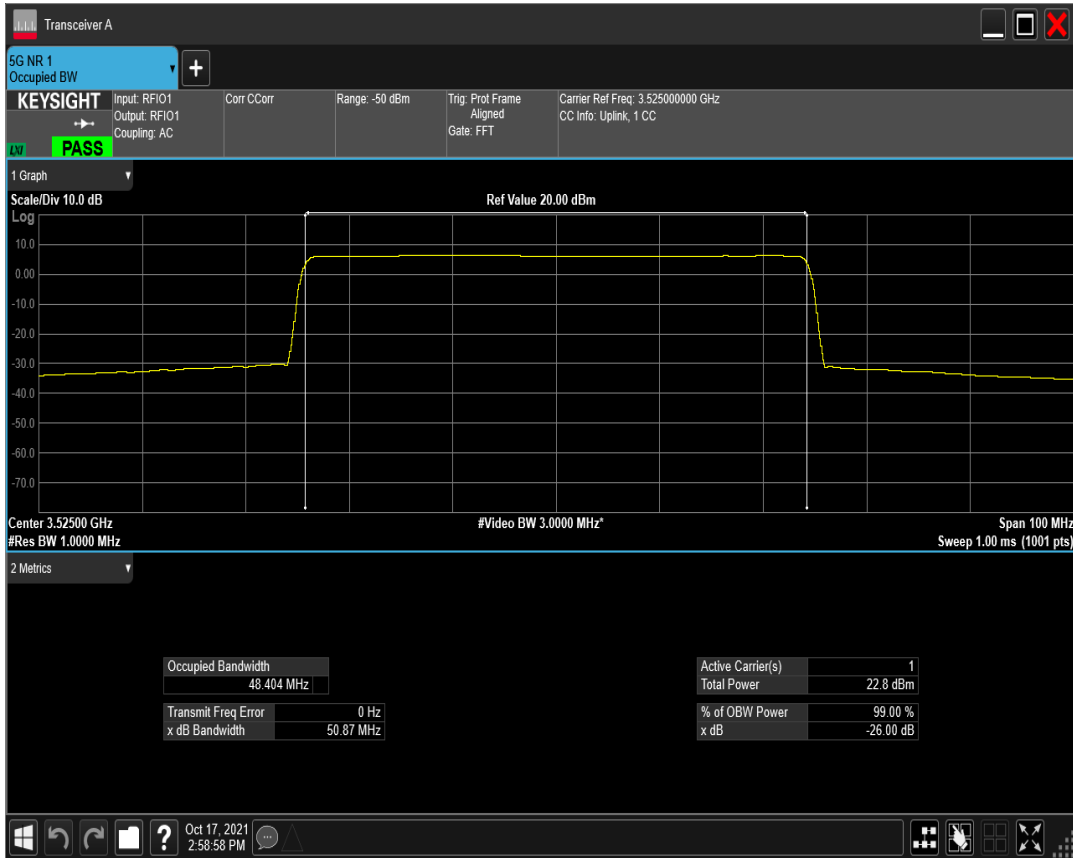 Transceiver A
5G NR 1
Occupied BW
KEYSIGHT
LXI
PASS
Input: RFIO1
Output: RFIO1
Coupling: AC
Corr CCorr
Range: -50 dBm
Trig: Prot Frame
Aligned
Gate: FFT
Carrier Ref Freq: 3.525000000 GHz
CC Info: Uplink, 1 CC
1 Graph
Scale/Div 10.0 dB
Ref Value 20.00 dBm
Log
10.0
0.00
-10.0
-20.0
-30.0
-40.0
-50.0
-60.0
-70.0
Center 3.52500 GHz
#Video BW 3.0000 MHz*
Span 100 MHz
#Res BW 1.0000 MHz
Sweep 1.00 ms (1001 pts)
2 Metrics
Occupied Bandwidth
48.404 MHz
Transmit Freq Error 0 Hz
x dB Bandwidth 50.87 MHz
Active Carrier(s) 1
Total Power 22.8 dBm
% of OBW Power 99.00 %
x dB -26.00 dB
?
Oct 17, 2021
2:58:58 PM